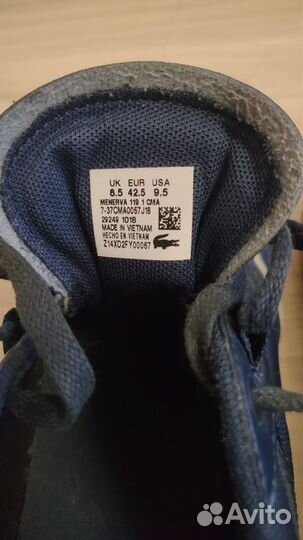 UK EUR USA
8.5 42.5 9.5
MENERVA 119 1 CMA
7-37CMA0057J18
29249 1018
MADE IN VIETNAM
HECHO EN VIETNAM
Z14XD2FY00067
Avito